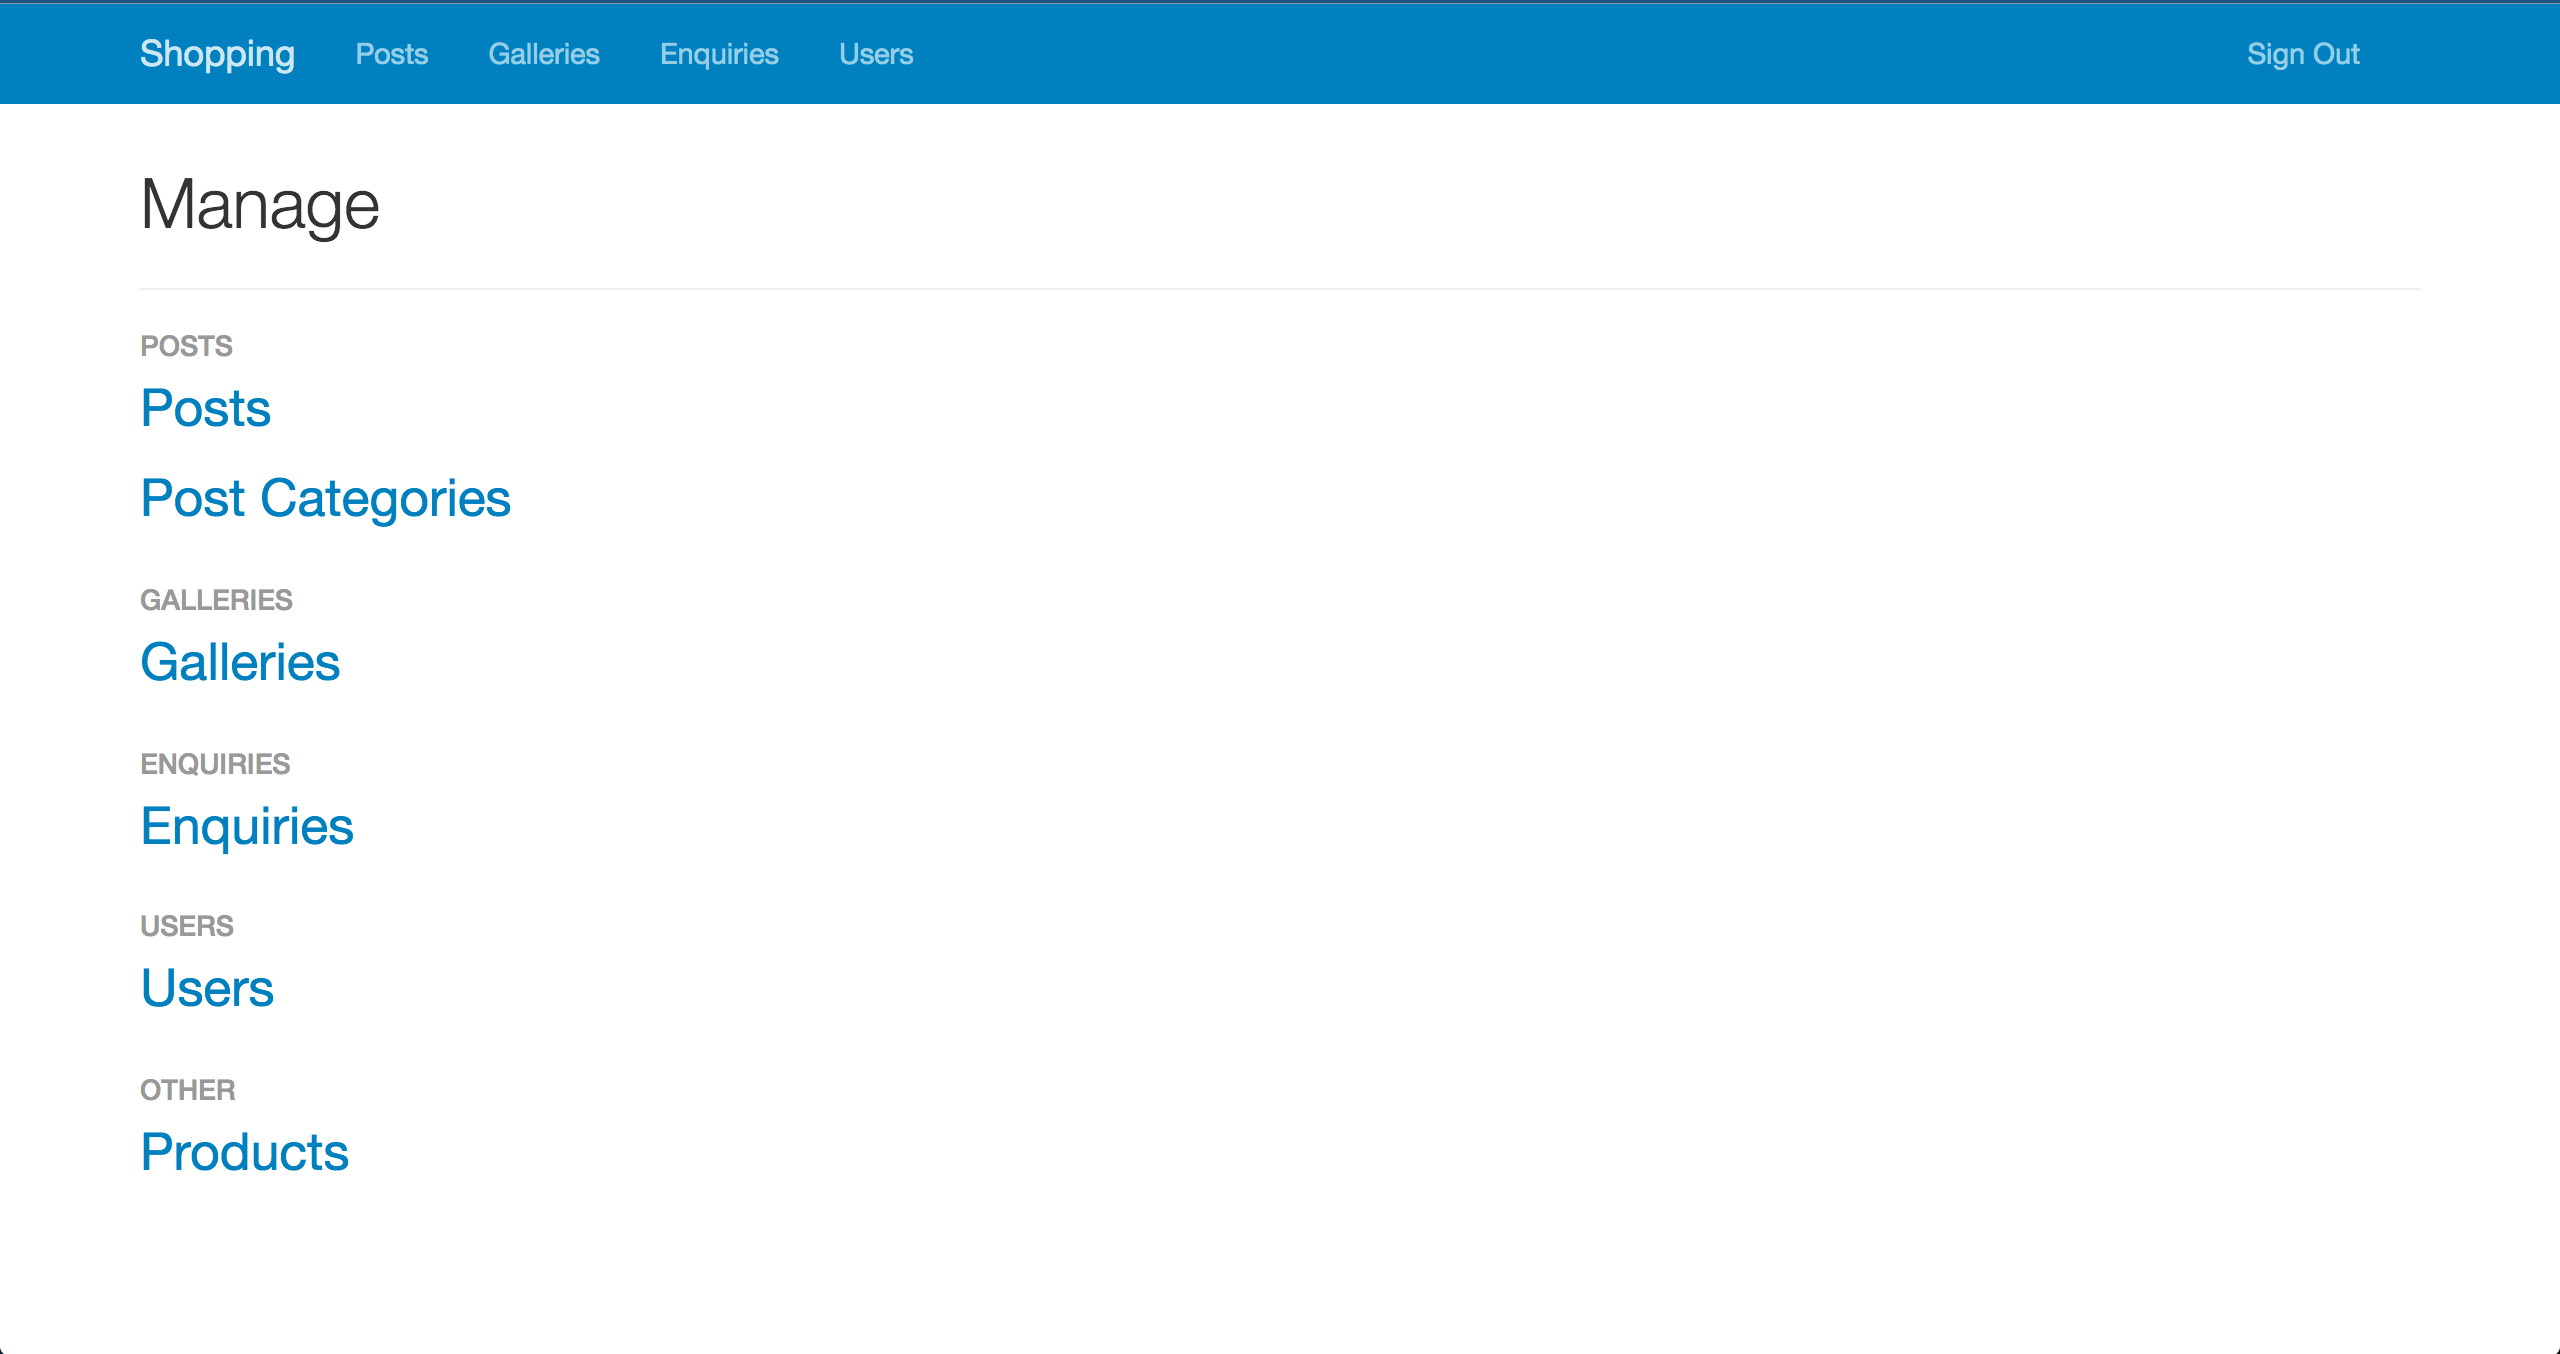 Shopping Posts Galleries Enquiries Users Sign Out
Manage
POSTS
Posts
Post Categories
GALLERIES
Galleries
ENQUIRIES
Enquiries
USERS
Users
OTHER
Products